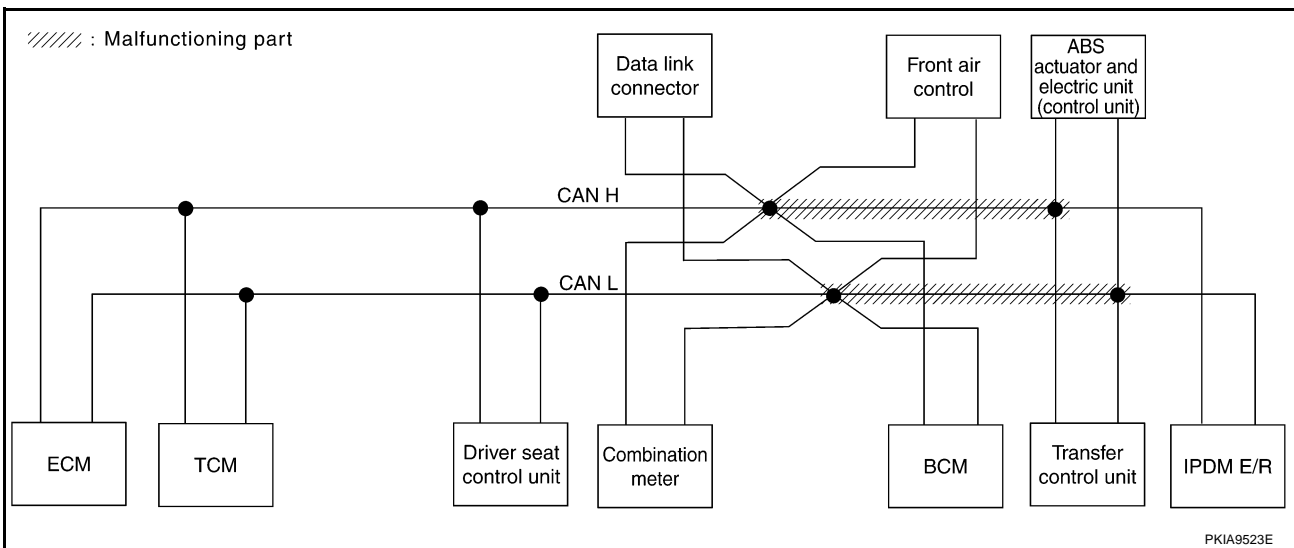 : Malfunctioning part
Data link
connector
Front air
control
ABS
actuator and
electric unit
(control unit)
CAN H
CAN L
ECM
TCM
Driver seat
control unit
Combination
meter
BCM
Transfer
control unit
IPDM E/R
PKIA9523E